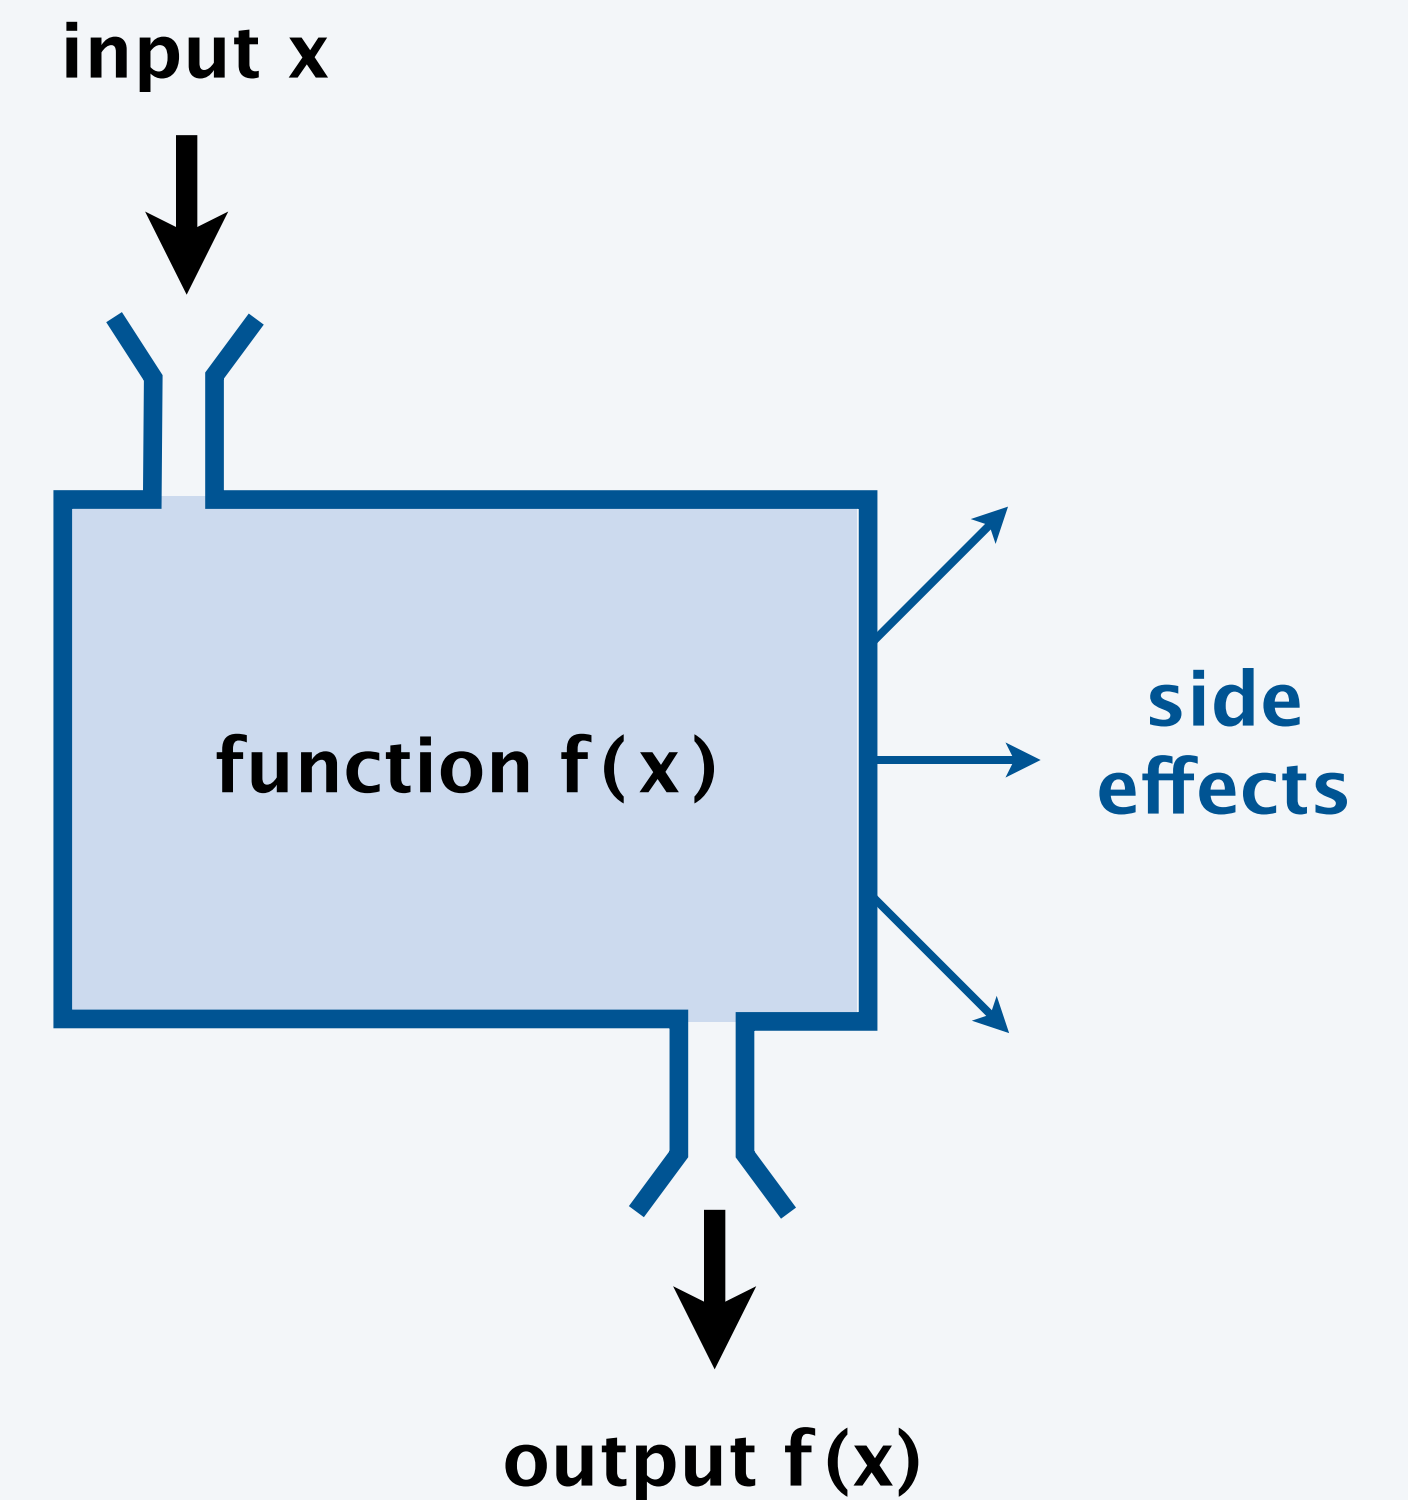 input x
function f(x)
side
effects
output f(x)